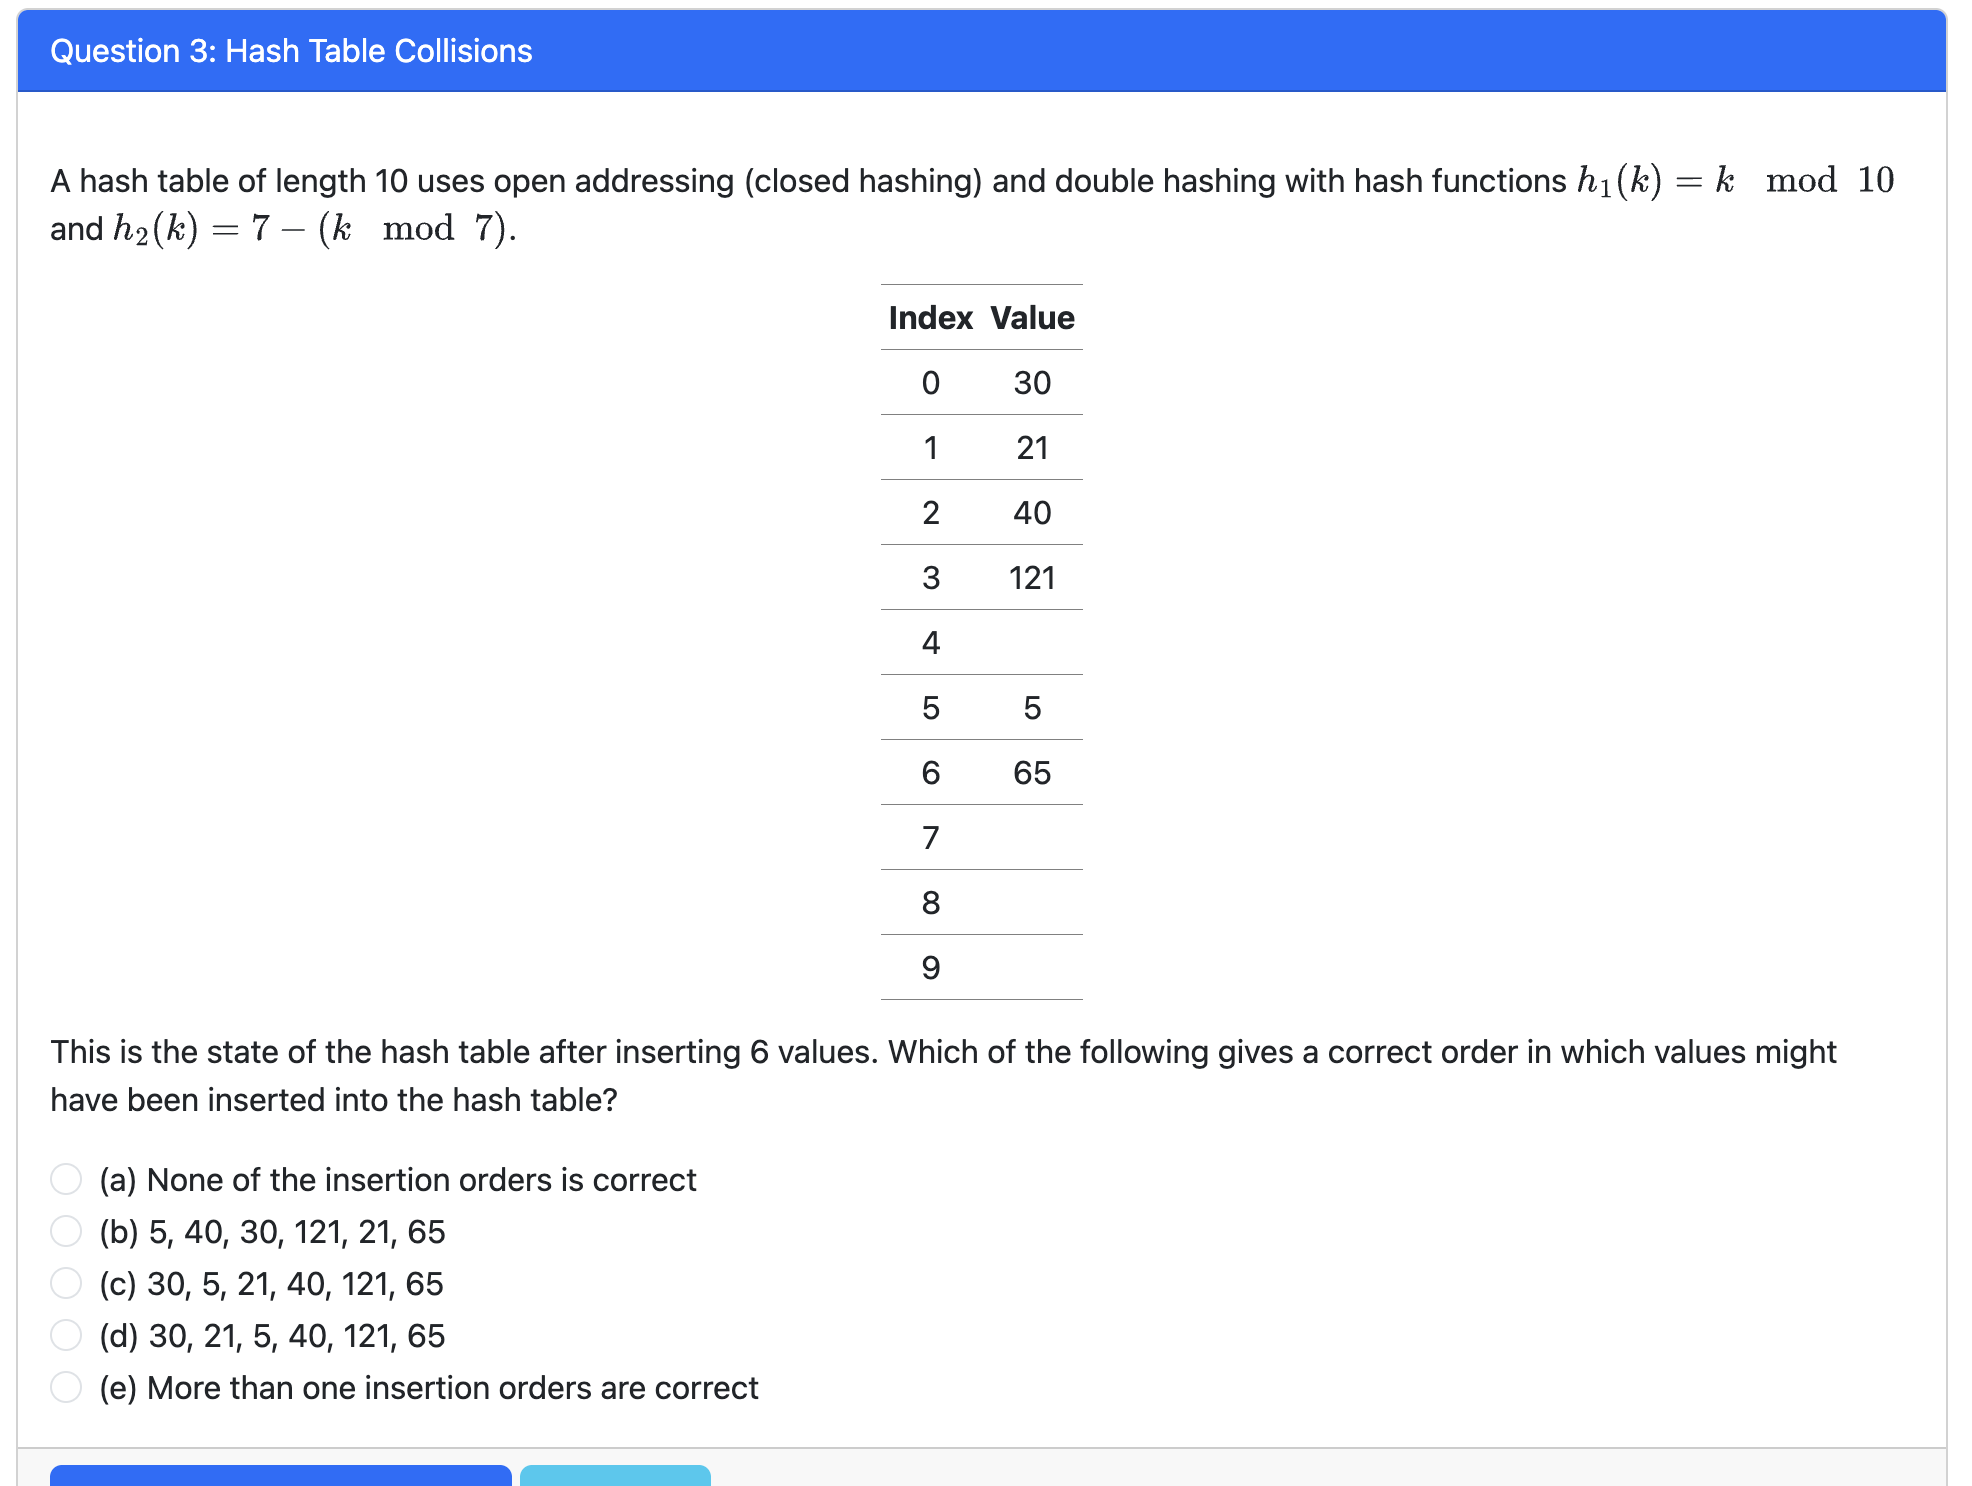 Question 3: Hash Table Collisions
A hash table of length 10 uses open addressing (closed hashing) and double hashing with hash functions h₁(k) = k mod 10
and h₂(k) = 7 − (k mod 7).
Index Value
0 30
1 21
2 40
3 121
4
5 5
6 65
7
8
9
This is the state of the hash table after inserting 6 values. Which of the following gives a correct order in which values might
have been inserted into the hash table?
(a) None of the insertion orders is correct
(b) 5, 40, 30, 121, 21, 65
(c) 30, 5, 21, 40, 121, 65
(d) 30, 21, 5, 40, 121, 65
(e) More than one insertion orders are correct